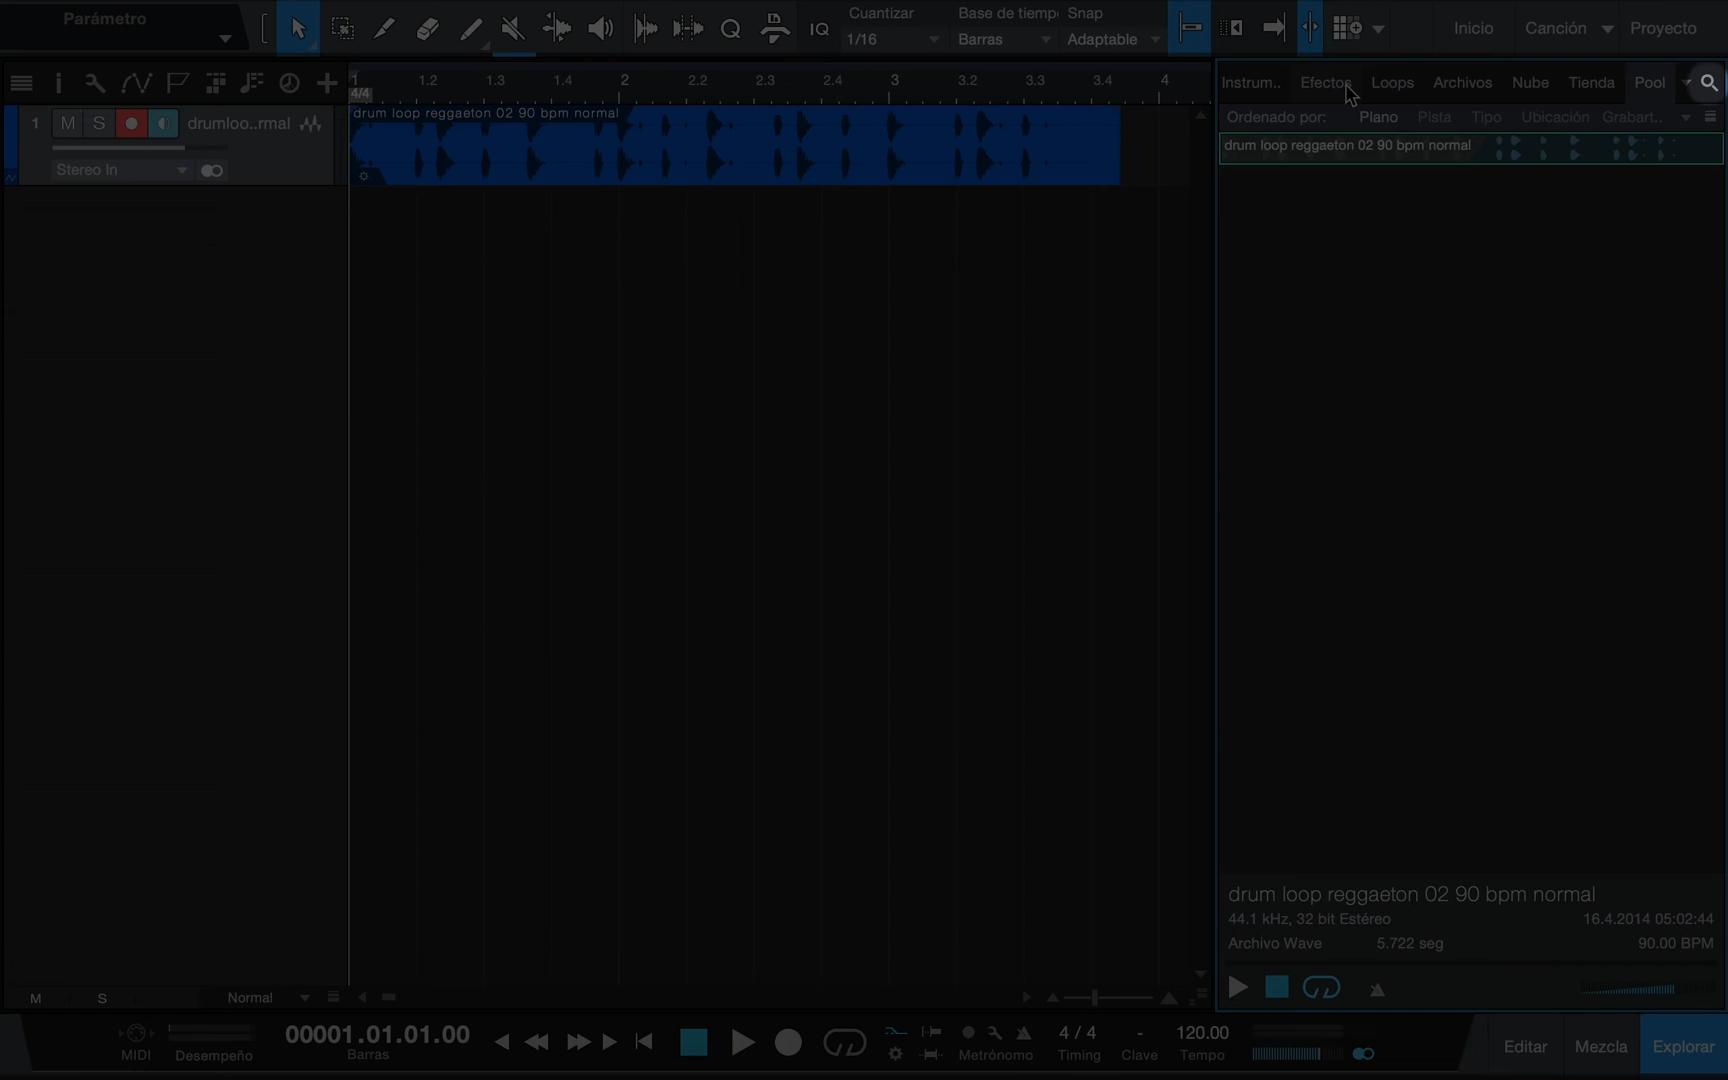 Parámetro
Q
IQ
Cuantizar
1/16
Base de tiemp
Barras
Snap
Adaptable
Inicio
Canción
Proyecto
1
1.2
1.3
1.4
2
2.2
2.3
2.4
3
3.2
3.3
3.4
4
4/4
1 M S drumloo..rmal
Stereo In
drum loop reggaeton 02 90 bpm normal
Instrum.. Efectos Loops Archivos Nube Tienda Pool
Ordenado por: Plano Pista Tipo Ubicación Grabart..
drum loop reggaeton 02 90 bpm normal
drum loop reggaeton 02 90 bpm normal
44.1 kHz, 32 bit Estéreo 16.4.2014 05:02:44
Archivo Wave 5.722 seg 90.00 BPM
M S Normal
MIDI
Desempeño
00001.01.01.00
Barras
Metrónomo
4 / 4
Timing
-
Clave
120.00
Tempo
Editar
Mezcla
Explorar